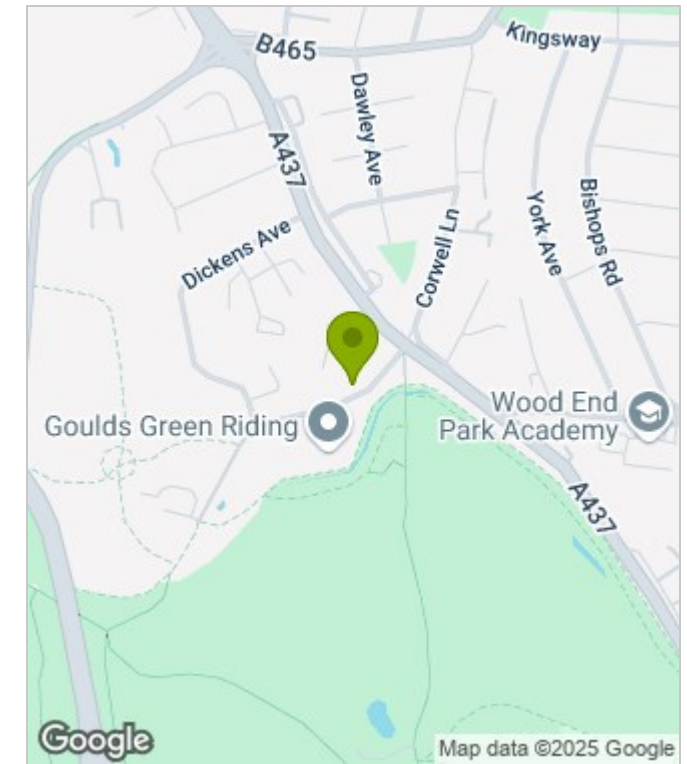 Kingsway
B465
Dawley Ave
A437
Bishops Rd
York Ave
Corwell Ln
Dickens Ave
Wood End
Park Academy
Goulds Green Riding
A437
Google
Map data ©2025 Google